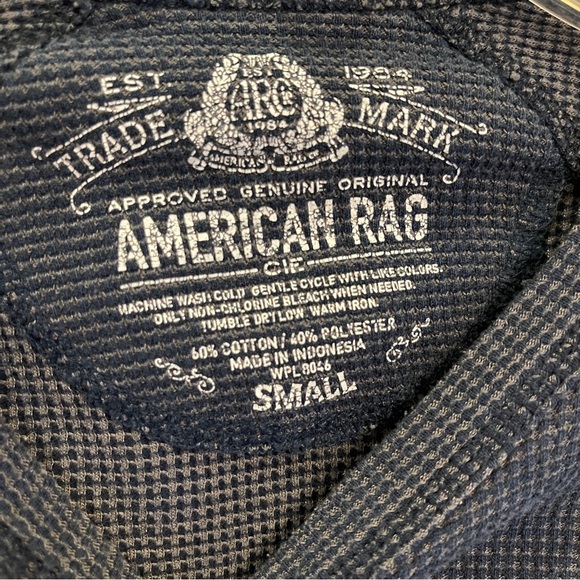 EST 1984
TRADE MARK
EST
ARC
1984
AMERICAN RAG
APPROVED GENUINE ORIGINAL
AMERICAN RAG
CIE
MACHINE WASH COLD. GENTLE CYCLE WITH LIKE COLORS.
ONLY NON-CHLORINE BLEACH WHEN NEEDED.
TUMBLE DRY LOW. WARM IRON.
60% COTTON / 40% POLYESTER
MADE IN INDONESIA
WPL 8046
SMALL